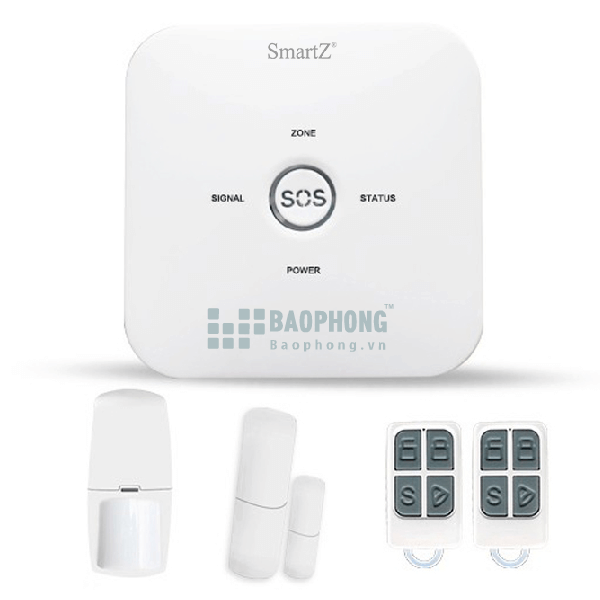 SmartZ®
ZONE
SIGNAL
SOS
STATUS
POWER
BAOPHONG™
Baophong.vn
S
S